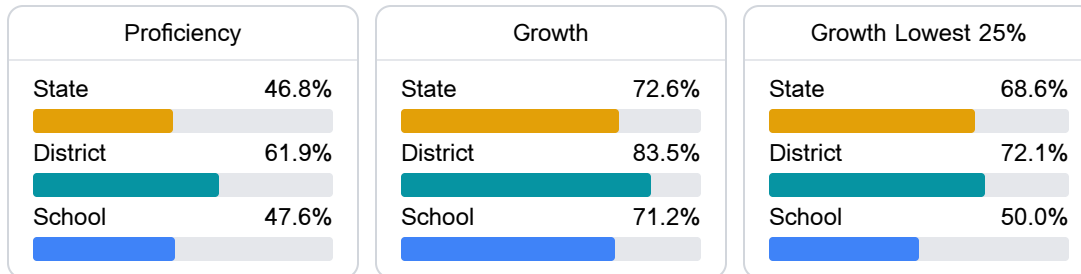 Proficiency
State 46.8%
District 61.9%
School 47.6%
Growth
State 72.6%
District 83.5%
School 71.2%
Growth Lowest 25%
State 68.6%
District 72.1%
School 50.0%